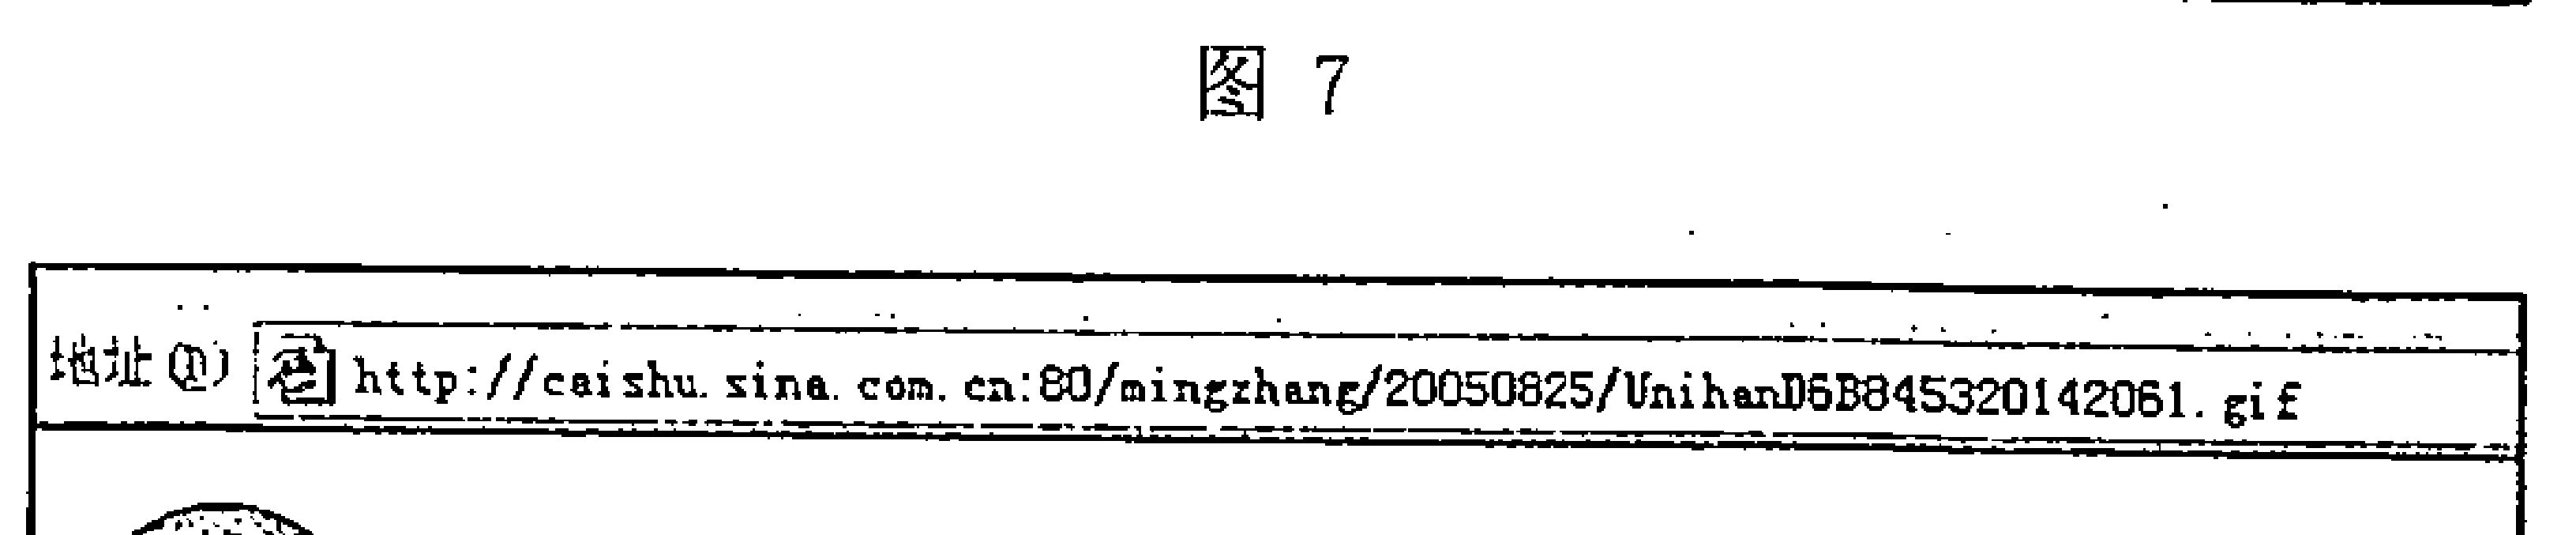 图 7
地址(D) http://caishu.sina.com.cn:80/mingzhang/20050825/UnihanD6B845320142061.gif